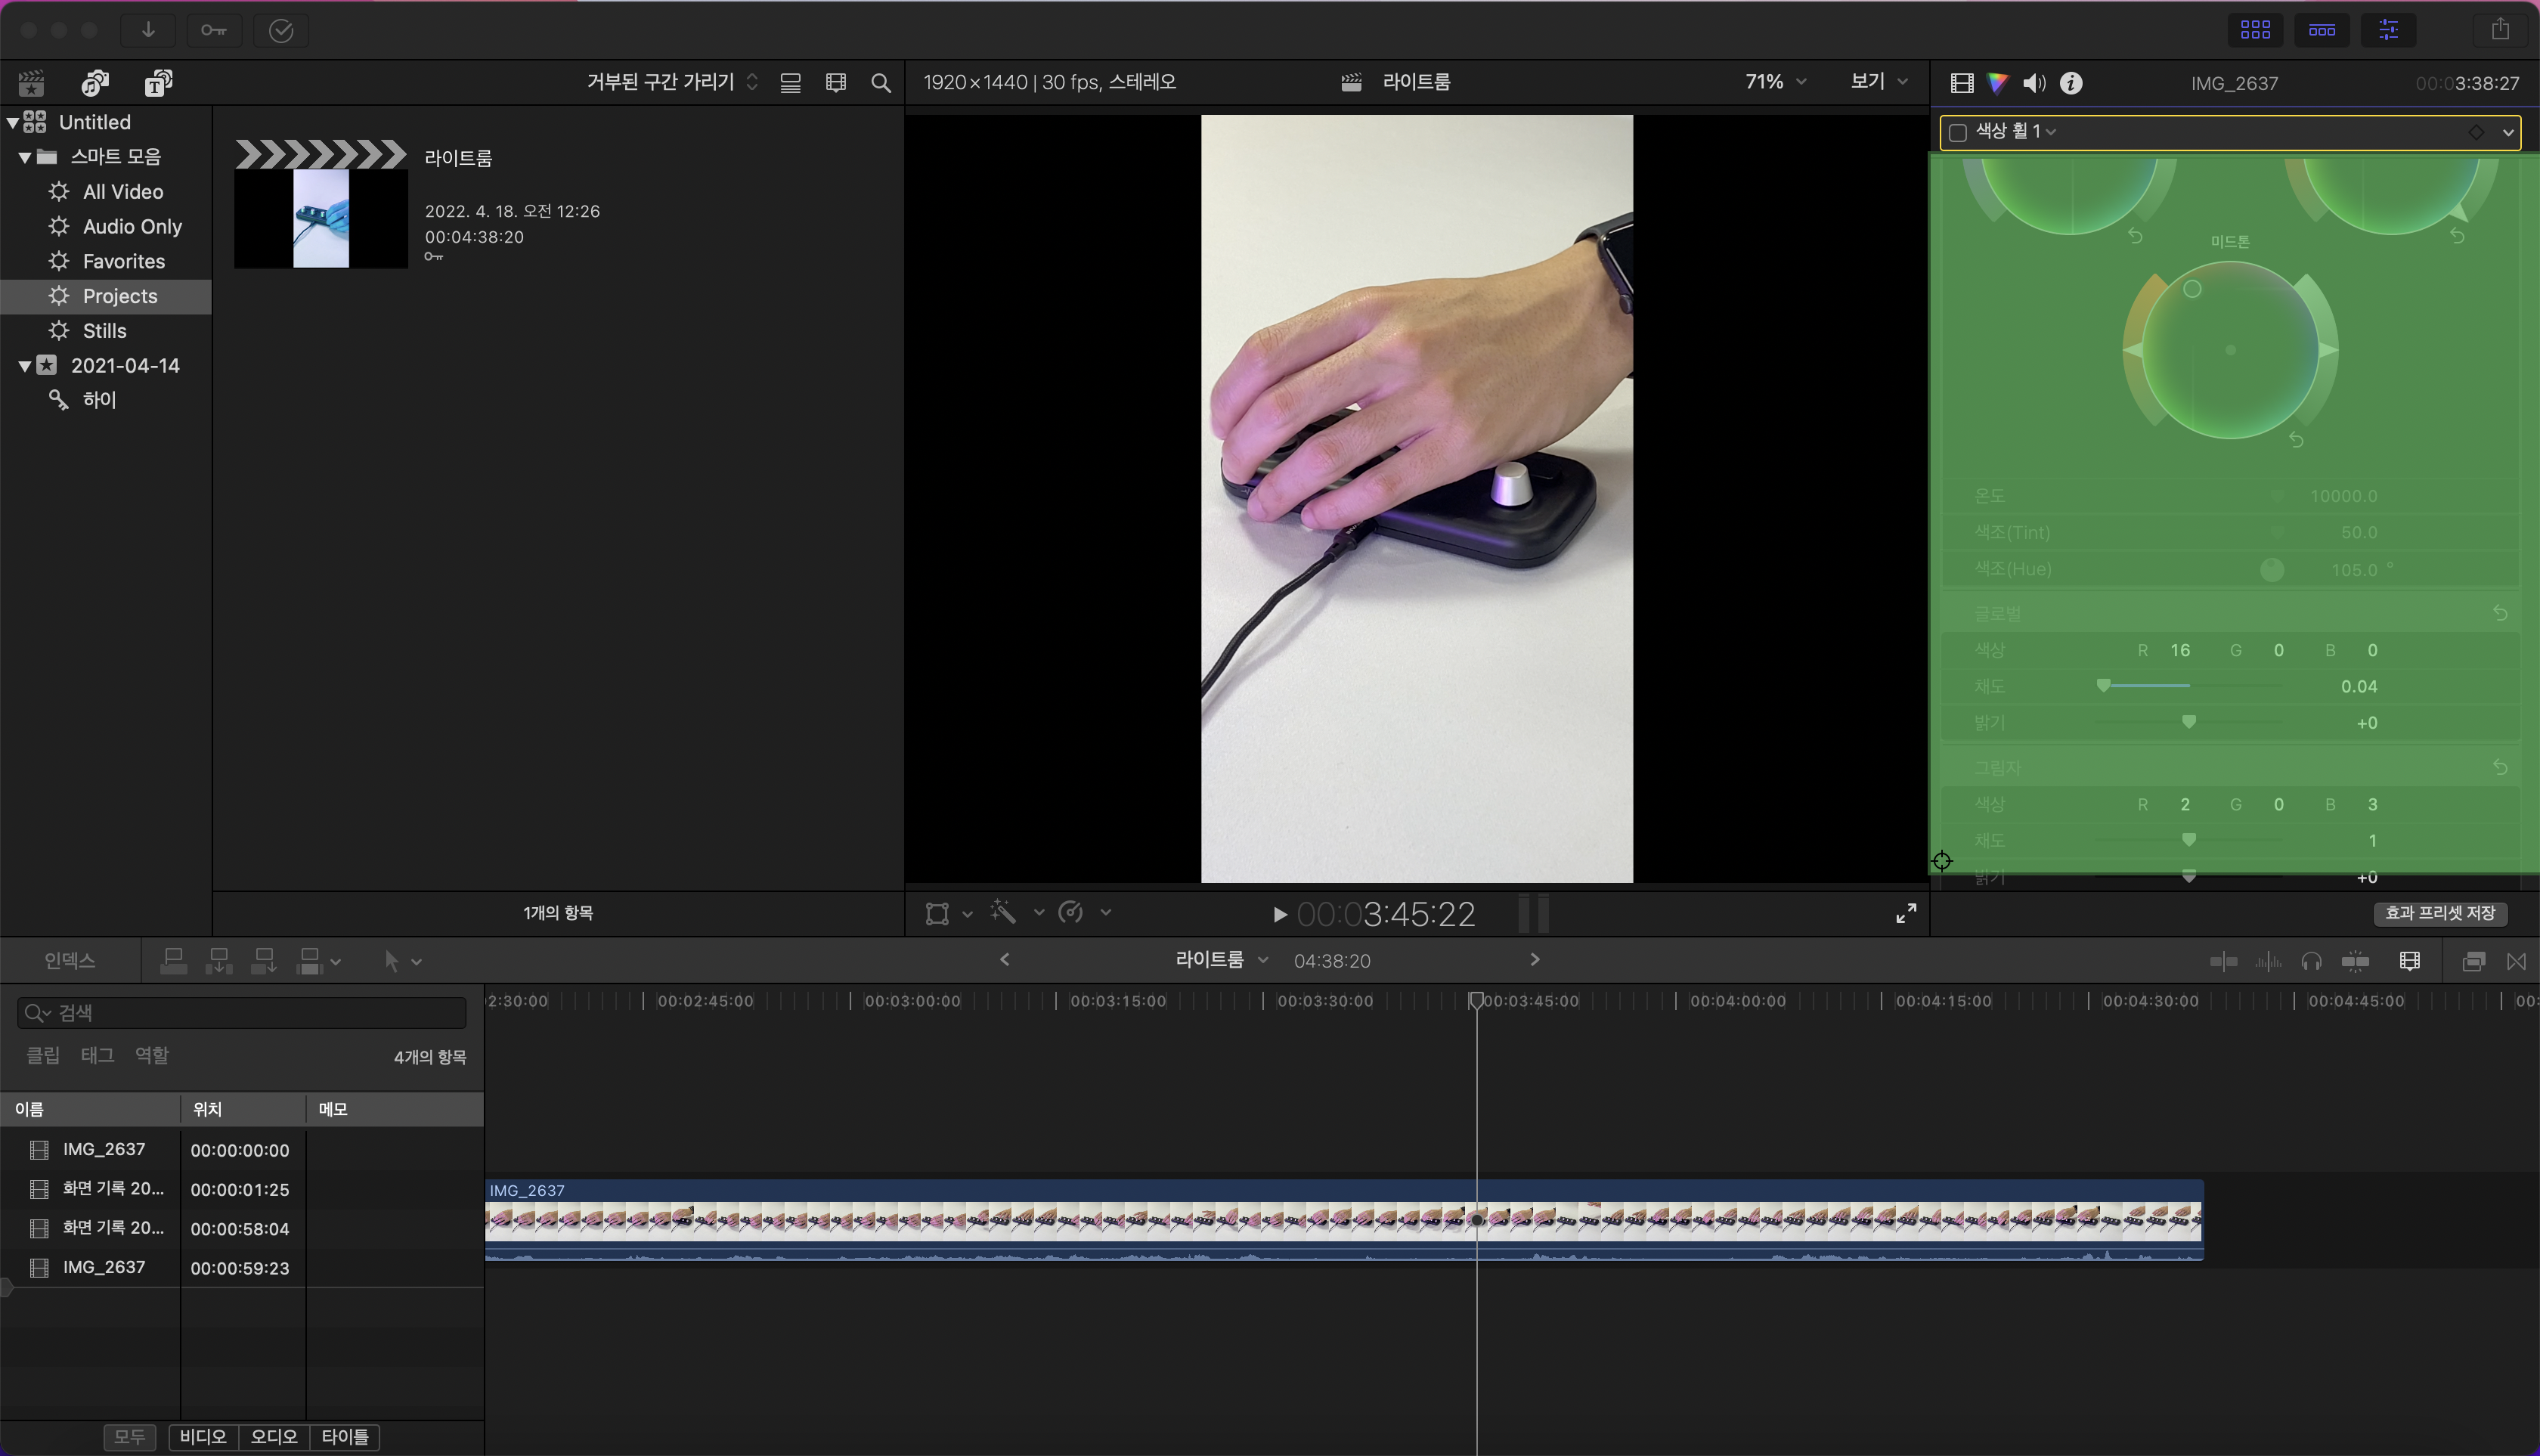 거부된 구간 가리기
1920×1440 | 30 fps, 스테레오
라이트룸
71%
보기
IMG_2637
00:03:38:27
Untitled
스마트 모음
All Video
Audio Only
Favorites
Projects
Stills
2021-04-14
하이
라이트룸
2022. 4. 18. 오전 12:26
00:04:38:20
1개의 항목
00:03:45:22
색상 휠 1
미드톤
온도 10000.0
색조(Tint) 50.0
색조(Hue) 105.0 °
글로벌
색상 R 16 G 0 B 0
채도 0.04
밝기 +0
그림자
색상 R 2 G 0 B 3
채도 1
밝기 +0
효과 프리셋 저장
인덱스
라이트룸
04:38:20
검색
클립 태그 역할
4개의 항목
이름 위치 메모
IMG_2637 00:00:00:00
화면 기록 20... 00:00:01:25
화면 기록 20... 00:00:58:04
IMG_2637 00:00:59:23
모두 비디오 오디오 타이틀
2:30:00 00:02:45:00 00:03:00:00 00:03:15:00 00:03:30:00 00:03:45:00 00:04:00:00 00:04:15:00 00:04:30:00 00:04:45:00 00:
IMG_2637